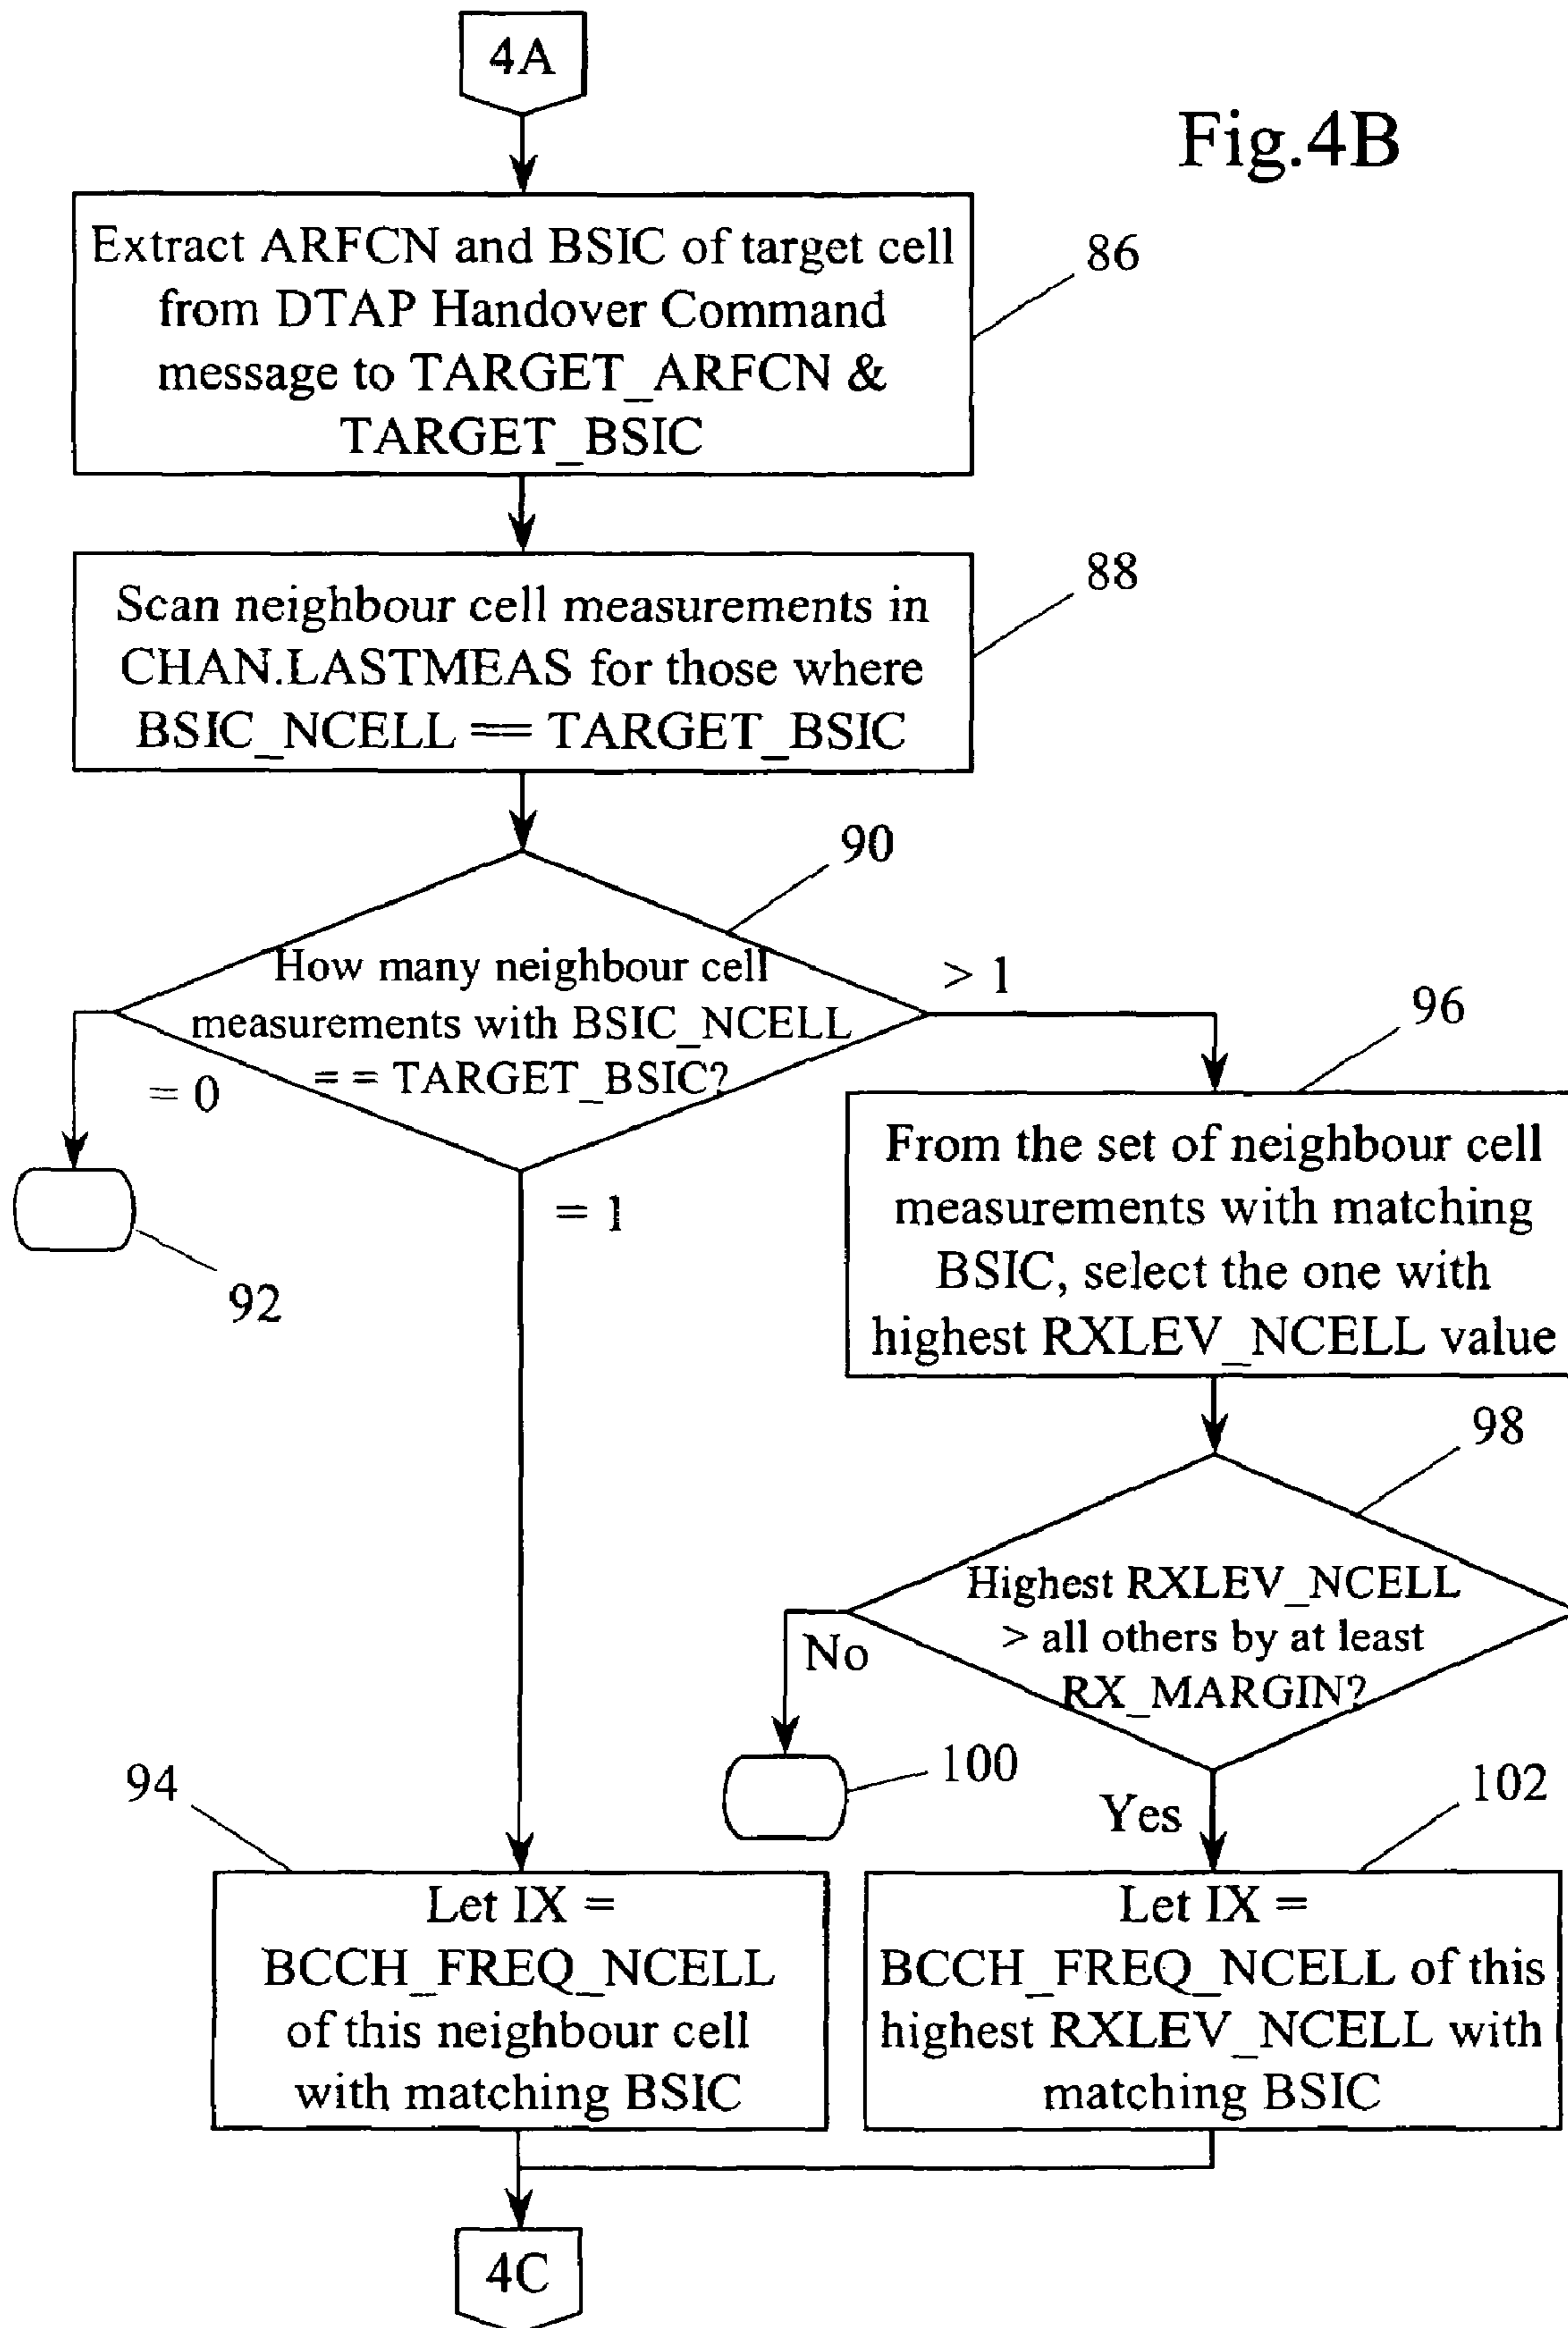 4A
Fig.4B
Extract ARFCN and BSIC of target cell
from DTAP Handover Command
message to TARGET_ARFCN &
TARGET_BSIC
86
Scan neighbour cell measurements in
CHAN.LASTMEAS for those where
BSIC_NCELL == TARGET_BSIC
88
90
How many neighbour cell
measurements with BSIC_NCELL
= = TARGET_BSIC?
> 1
= 0
= 1
92
96
From the set of neighbour cell
measurements with matching
BSIC, select the one with
highest RXLEV_NCELL value
98
Highest RXLEV_NCELL
> all others by at least
RX_MARGIN?
No
100
Yes
94
Let IX =
BCCH_FREQ_NCELL
of this neighbour cell
with matching BSIC
102
Let IX =
BCCH_FREQ_NCELL of this
highest RXLEV_NCELL with
matching BSIC
4C